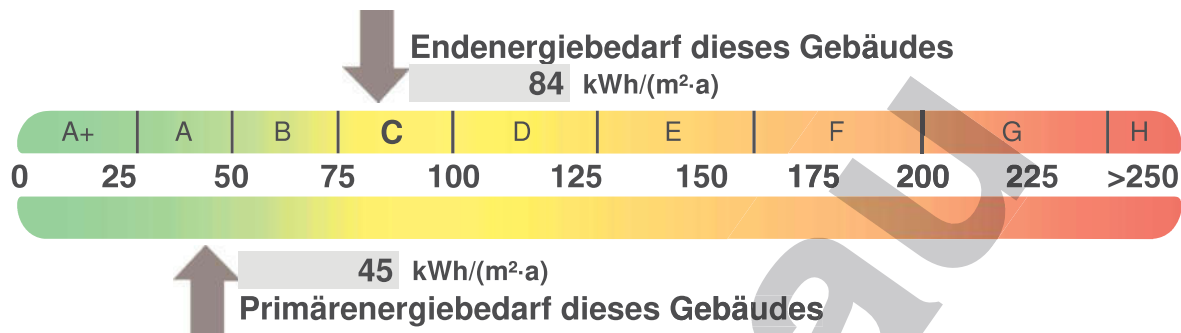 Endenergiebedarf dieses Gebäudes
84 kWh/(m²·a)
A+ A B C D E F G H
0 25 50 75 100 125 150 175 200 225 >250
45 kWh/(m²·a)
Primärenergiebedarf dieses Gebäudes
au